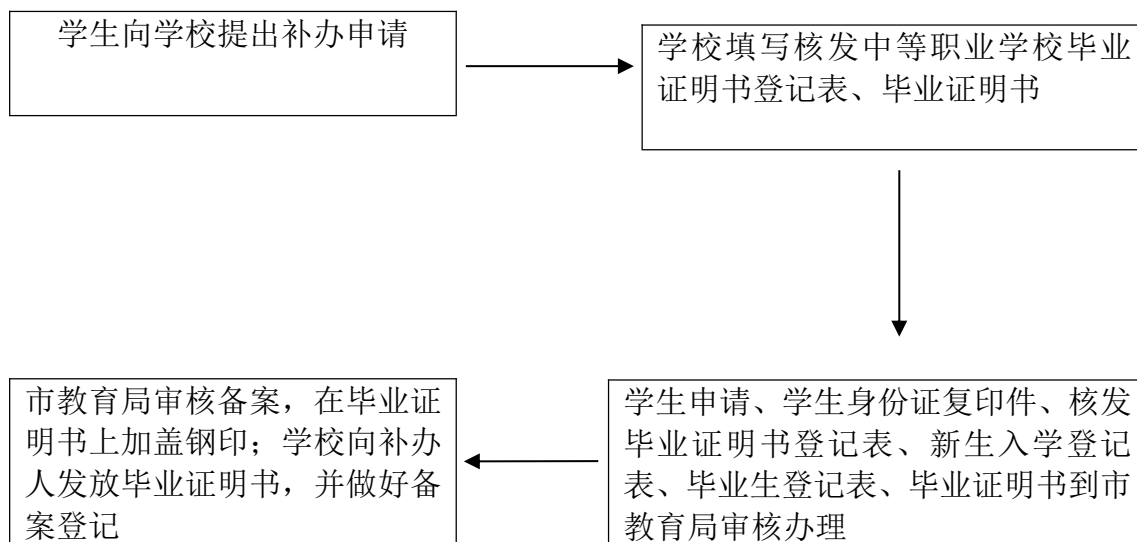 学生向学校提出补办申请
学校填写核发中等职业学校毕业
证明书登记表、毕业证明书
学生申请、学生身份证复印件、核发
毕业证明书登记表、新生入学登记
表、毕业生登记表、毕业证明书到市
教育局审核办理
市教育局审核备案，在毕业证
明书上加盖钢印；学校向补办
人发放毕业证明书，并做好备
案登记